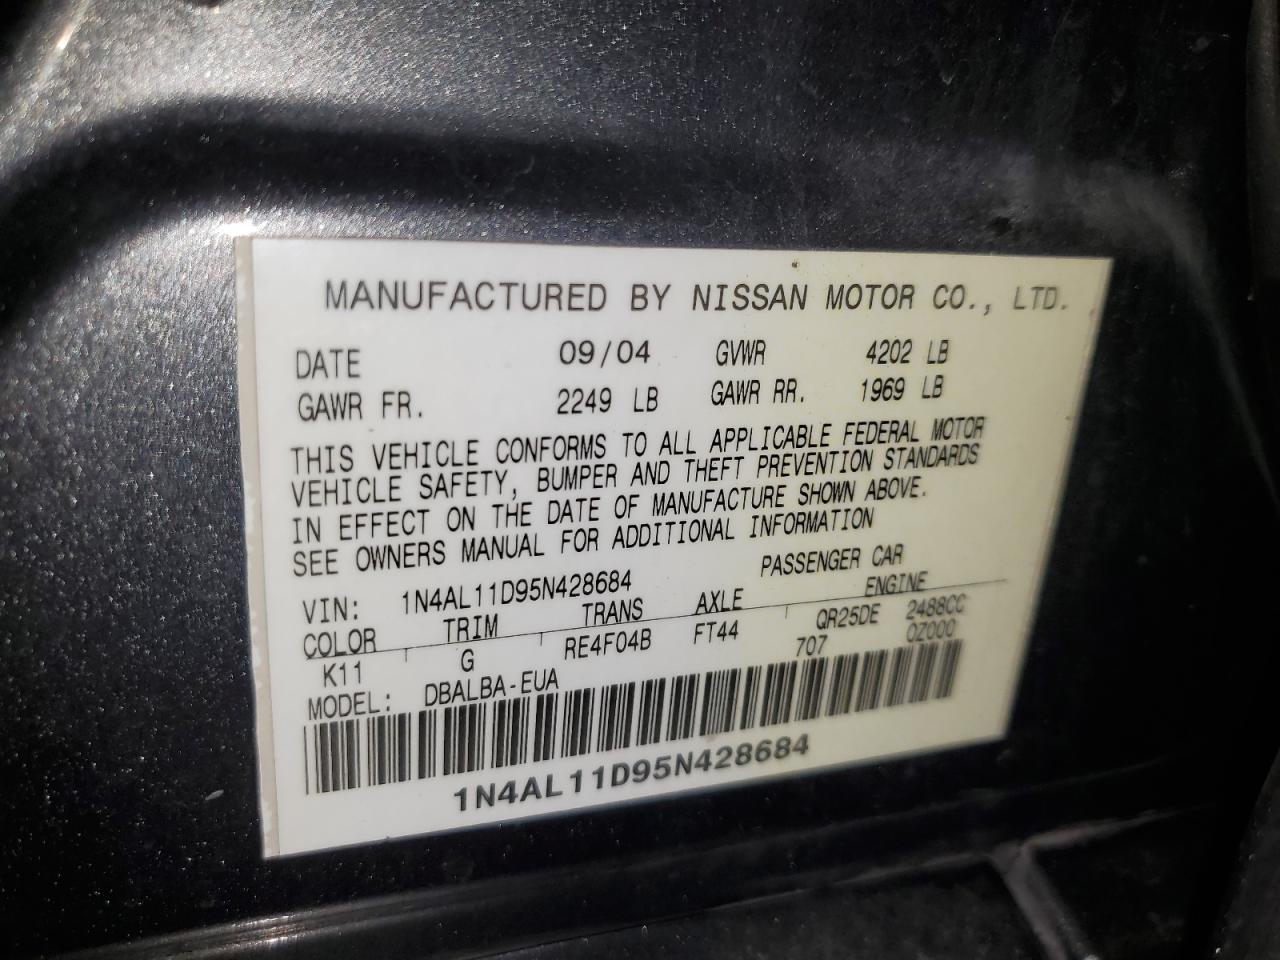 MANUFACTURED BY NISSAN MOTOR CO., LTD.
DATE 09/04 GVWR 4202 LB
GAWR FR. 2249 LB GAWR RR. 1969 LB
THIS VEHICLE CONFORMS TO ALL APPLICABLE FEDERAL MOTOR
VEHICLE SAFETY, BUMPER AND THEFT PREVENTION STANDARDS
IN EFFECT ON THE DATE OF MANUFACTURE SHOWN ABOVE.
SEE OWNERS MANUAL FOR ADDITIONAL INFORMATION
VIN: 1N4AL11D95N428684 PASSENGER CAR
COLOR TRIM TRANS AXLE ENGINE
K11 G RE4F04B FT44 QR25DE 2488CC
MODEL: DBALBA-EUA 707 0Z000
1N4AL11D95N428684